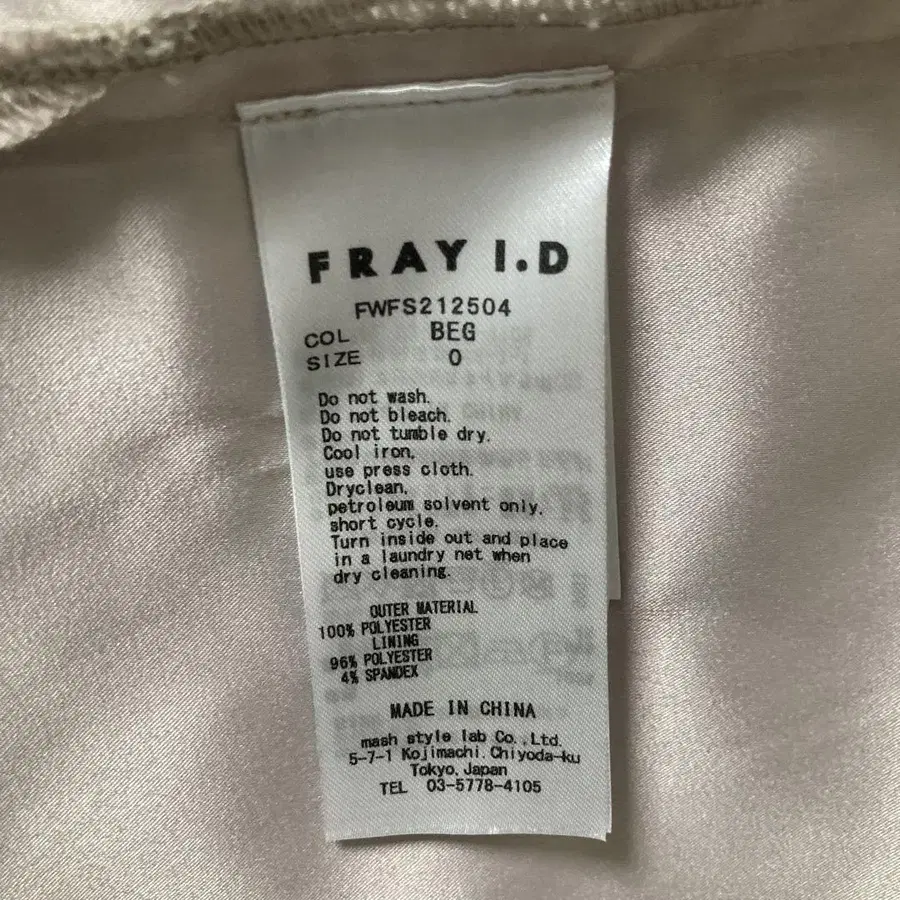 FRAY I.D
FWFS212504
COL BEG
SIZE 0
Do not wash.
Do not bleach.
Do not tumble dry.
Cool iron,
use press cloth.
Dryclean,
petroleum solvent only,
short cycle.
Turn inside out and place
in a laundry net when
dry cleaning.
OUTER MATERIAL
100% POLYESTER
LINING
96% POLYESTER
4% SPANDEX
MADE IN CHINA
mash style lab Co.,Ltd.
5-7-1 Kojimachi.Chiyoda-ku
Tokyo,Japan
TEL 03-5778-4105